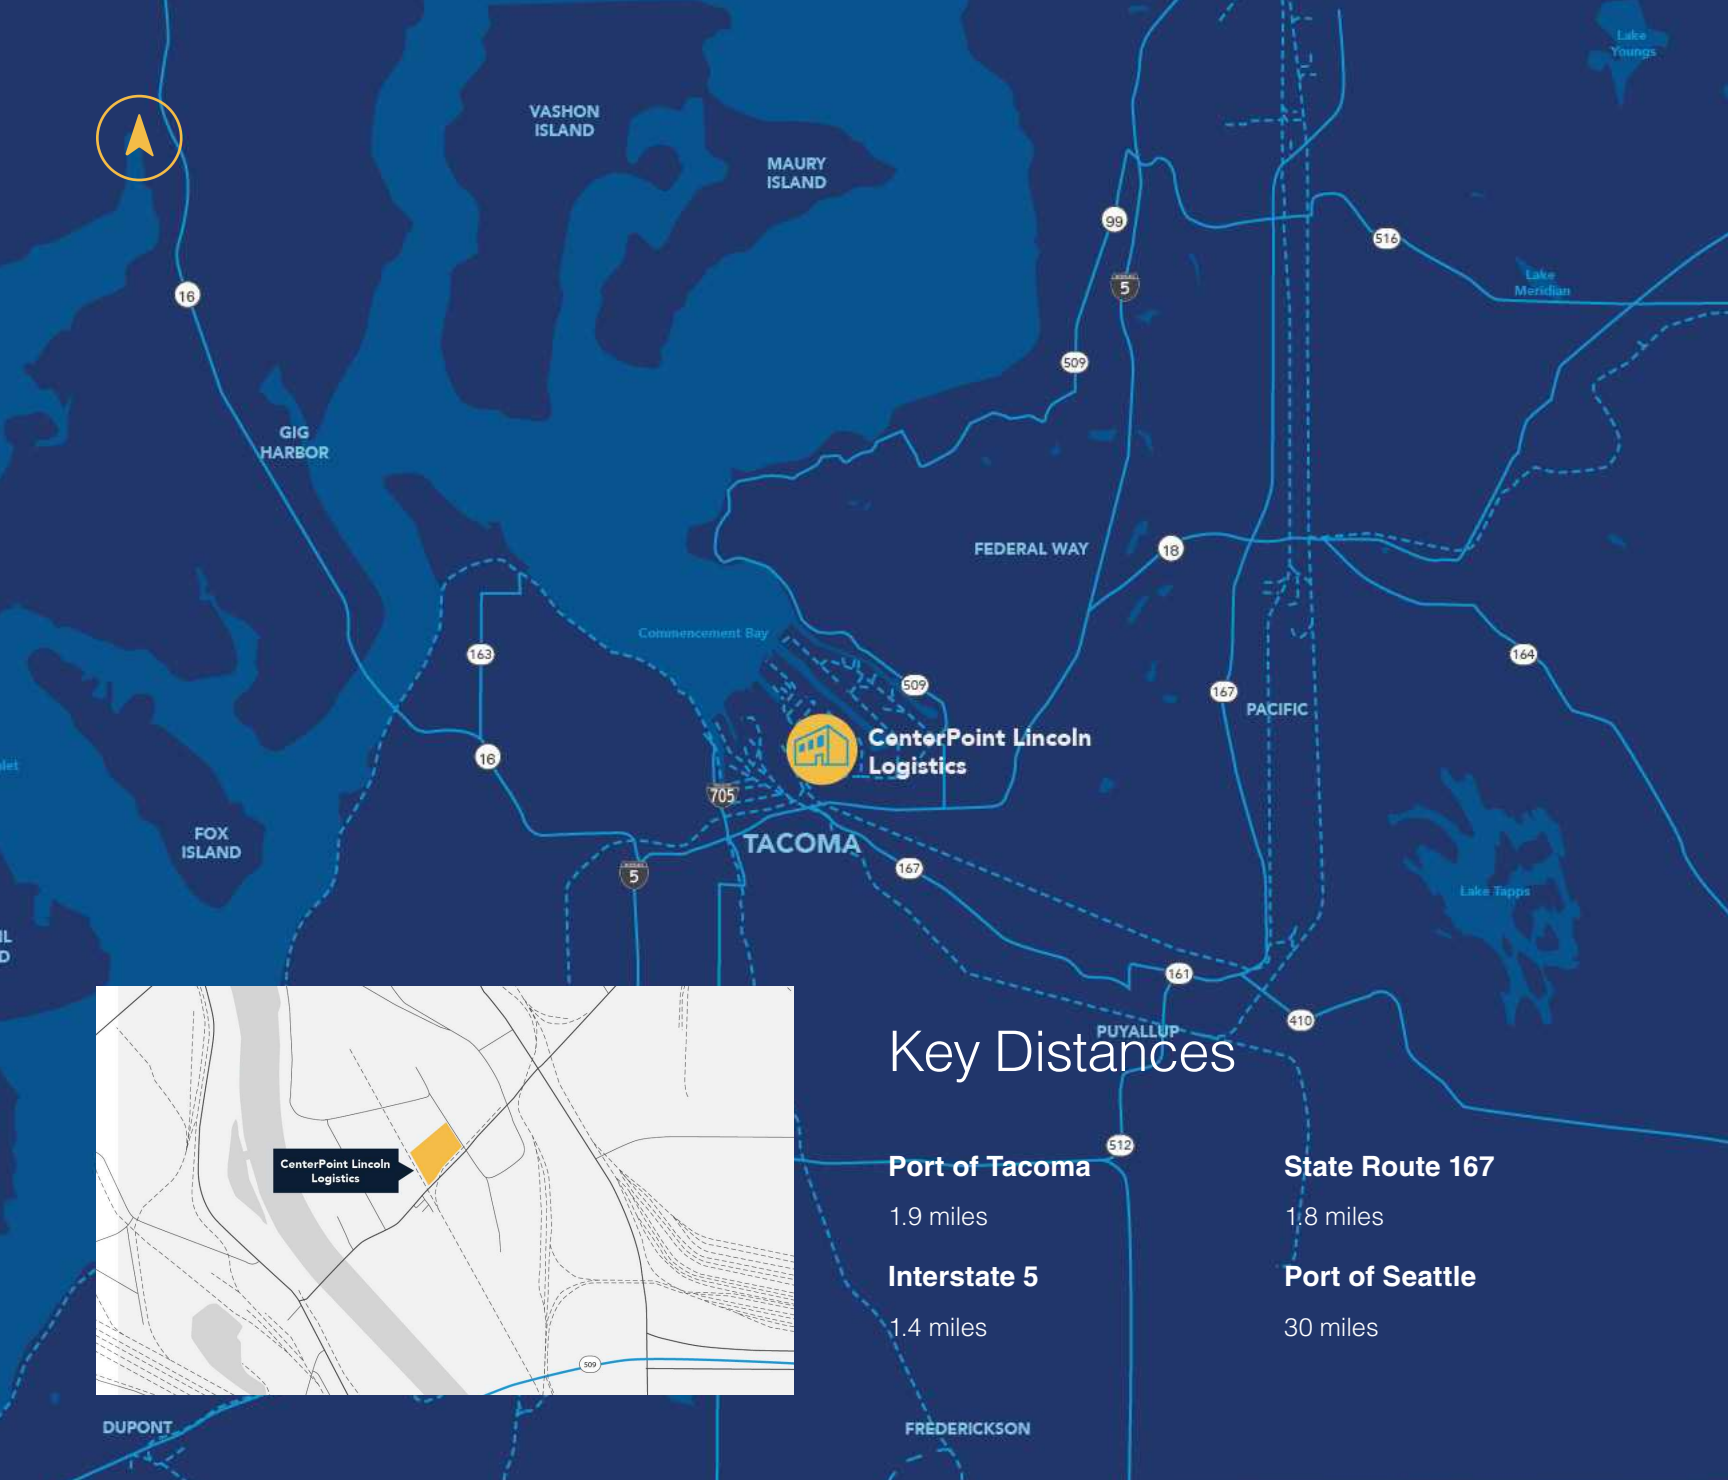 Lake
Youngs
VASHON
ISLAND
MAURY
ISLAND
99
516
Lake
Meridian
5
16
509
GIG
HARBOR
FEDERAL WAY
18
Commencement Bay
163
164
509
167
PACIFIC
CenterPoint Lincoln
Logistics
16
705
FOX
ISLAND
TACOMA
167
5
Lake Tapps
161
410
PUYALLUP
Key Distances
512
CenterPoint Lincoln
Logistics
Port of Tacoma
1.9 miles
State Route 167
1.8 miles
Interstate 5
1.4 miles
Port of Seattle
30 miles
509
DUPONT
FREDERICKSON